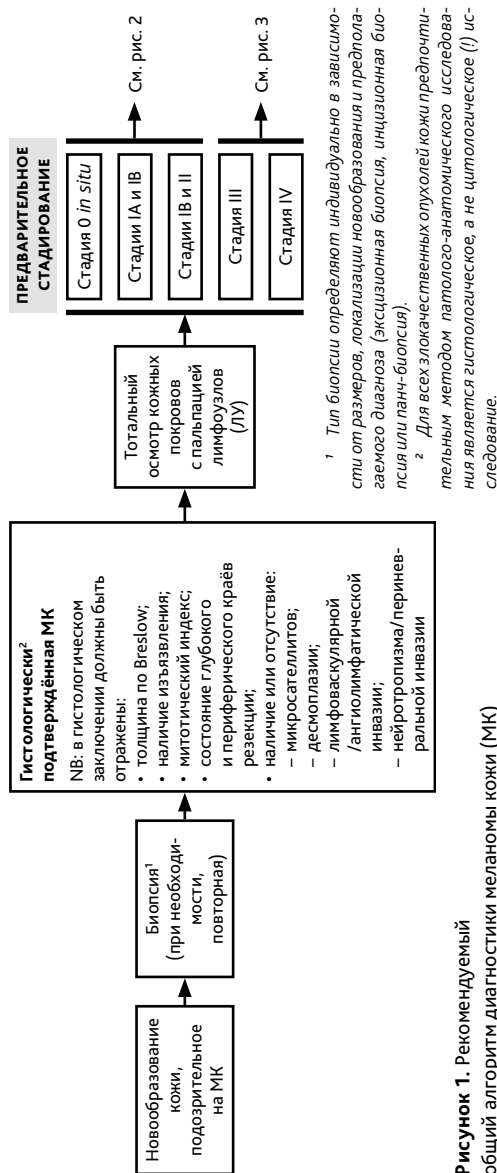 Новообразование
кожи,
подозрительное
на МК
Биопсия¹
(при необходи-
мости,
повторная)
Гистологически²
подтверждённая МК
NB: в гистологическом
заключении должны быть
отражены:
• толщина по Breslow;
• наличие изъязвления;
• митотический индекс;
• состояние глубокого
и периферического краёв
резекции;
• наличие или отсутствие:
– микросателлитов;
– десмоплазии;
– лимфоваскулярной
/ангиолимфатической
инвазии;
– нейротропизма/периневральной
ральной инвазии
Тотальный
осмотр кожных
покровов
с пальпацией
лимфоузлов
(ЛУ)
ПРЕДВАРИТЕЛЬНОЕ
СТАДИРОВАНИЕ
Стадия 0 in situ
Стадии IA и IB
Стадии IB и II
Стадия III
Стадия IV
См. рис. 2
См. рис. 3
¹ Тип биопсии определяют индивидуально в зависимо-
сти от размеров, локализации новообразования и предпола-
гаемого диагноза (эксцизионная биопсия, инцизионная био-
псия или панч-биопсия).
² Для всех злокачественных опухолей кожи предпочти-
тельным методом патолого-анатомического исследова-
ния является гистологическое, а не цитологическое (!) ис-
следование.
Рисунок 1. Рекомендуемый
общий алгоритм диагностики меланомы кожи (МК)